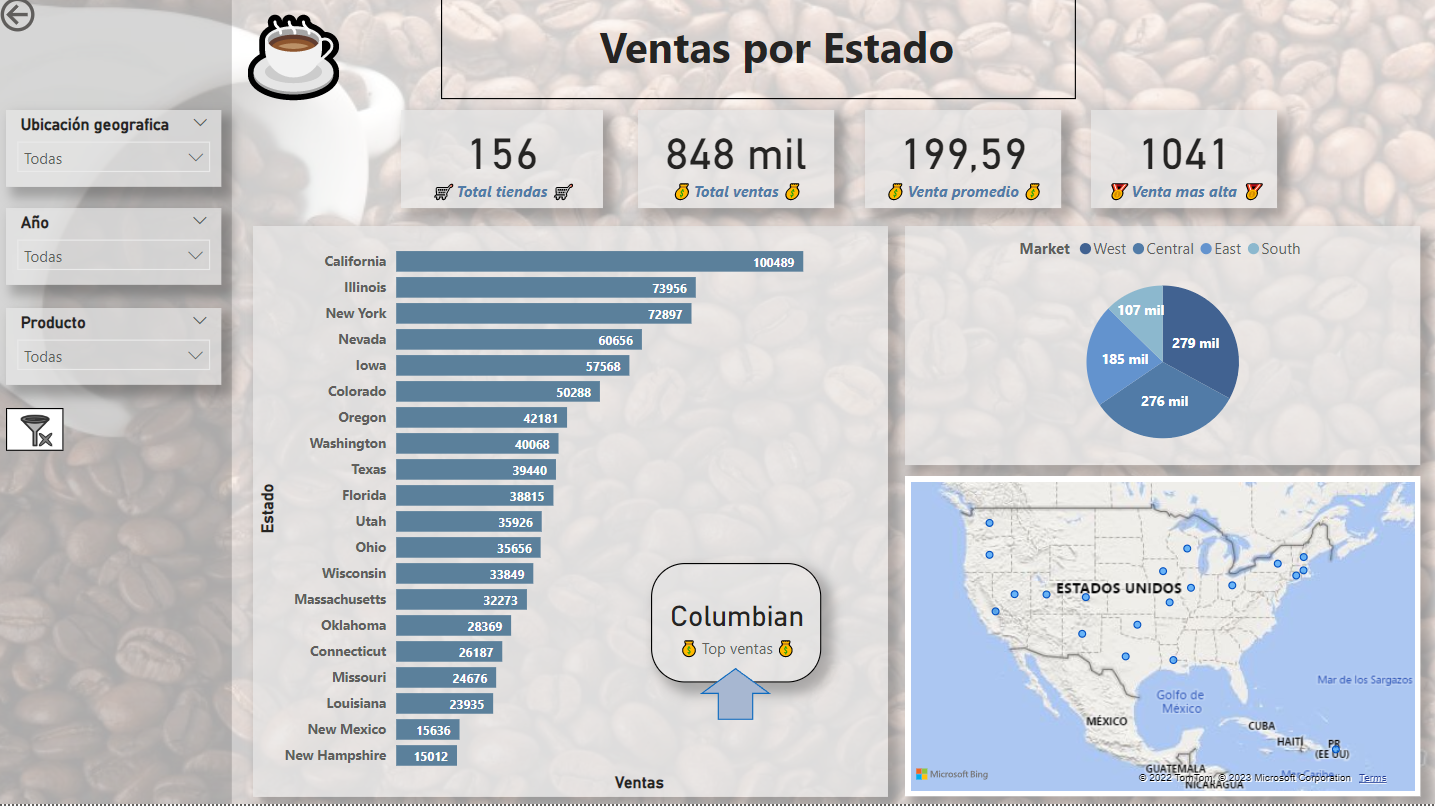 Ventas por Estado
Ubicación geografica
Todas
Año
Todas
Producto
Todas
156
Total tiendas
848 mil
Total ventas
199,59
Venta promedio
1041
Venta mas alta
Estado
California 100489
Illinois 73956
New York 72897
Nevada 60656
Iowa 57568
Colorado 50288
Oregon 42181
Washington 40068
Texas 39440
Florida 38815
Utah 35926
Ohio 35656
Wisconsin 33849
Massachusetts 32273
Oklahoma 28369
Connecticut 26187
Missouri 24676
Louisiana 23935
New Mexico 15636
New Hampshire 15012
Ventas
Columbian
Top ventas
Market West Central East South
107 mil
279 mil
185 mil
276 mil
ESTADOS UNIDOS
Mar de los Sargazos
Golfo de
México
MÉXICO
CUBA
HAITÍ
PR
(EE UU)
GUATEMALA
Mar Caribe
NICARAGUA
Microsoft Bing
© 2022 TomTom, © 2023 Microsoft Corporation Terms